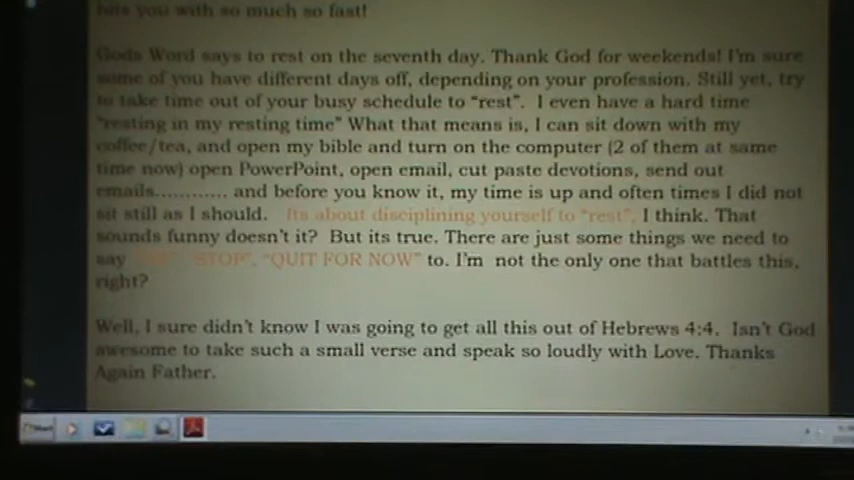 hits you with so much so fast!
Gods Word says to rest on the seventh day. Thank God for weekends! I'm sure
some of you have different days off, depending on your profession. Still yet, try
to take time out of your busy schedule to “rest”.  I even have a hard time
“resting in my resting time” What that means is, I can sit down with my
coffee/tea, and open my bible and turn on the computer (2 of them at same
time now) open PowerPoint, open email, cut paste devotions, send out
emails………… and before you know it, my time is up and often times I did not
sit still as I should.   Its about disciplining yourself to “rest”, I think. That
sounds funny doesn't it?  But its true. There are just some things we need to
say “STOP”, “QUIT FOR NOW” to. I'm  not the only one that battles this,
right?
Well, I sure didn't know I was going to get all this out of Hebrews 4:4.  Isn't God
awesome to take such a small verse and speak so loudly with Love. Thanks
Again Father.
Start